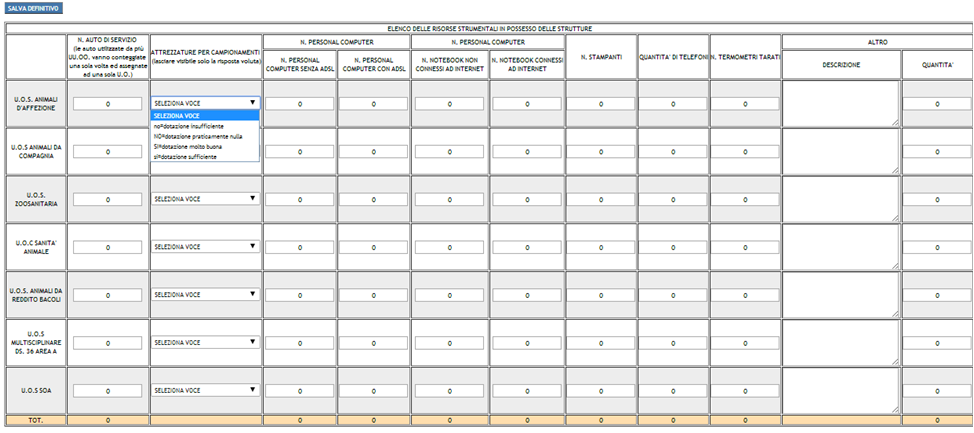 SALVA DEFINITIVO
ELENCO DELLE RISORSE STRUMENTALI IN POSSESSO DELLE STRUTTURE
N. AUTO DI SERVIZIO
(le auto utilizzate da più
UU.OO. vanno conteggiate
una sola volta ed assegnate
ad una sola U.O.)
ATTREZZATURE PER CAMPIONAMENTI
(lasciare visibile solo la risposta voluta)
N. PERSONAL COMPUTER
N. PERSONAL COMPUTER
N. STAMPANTI
QUANTITA' DI TELEFONI
N. TERMOMETRI TARATI
ALTRO
N. PERSONAL
COMPUTER SENZA ADSL
N. PERSONAL
COMPUTER CON ADSL
N. NOTEBOOK NON
CONNESSI AD INTERNET
N. NOTEBOOK CONNESSI
AD INTERNET
DESCRIZIONE
QUANTITA'
U.O.S. ANIMALI
D'AFFEZIONE
0 SELEZIONA VOCE 0 0 0 0 0 0 0 0
SELEZIONA VOCE
no=dotazione insufficiente
NO=dotazione praticamente nulla
SI=dotazione molto buona
si=dotazione sufficiente
U.O.S ANIMALI DA
COMPAGNIA
0 0 0 0 0 0 0 0 0
U.O.S.
ZOOSANITARIA
0 SELEZIONA VOCE 0 0 0 0 0 0 0 0
U.O.C SANITA'
ANIMALE
0 SELEZIONA VOCE 0 0 0 0 0 0 0 0
U.O.S. ANIMALI DA
REDDITO BACOLI
0 SELEZIONA VOCE 0 0 0 0 0 0 0 0
U.O.S
MULTISCIPLINARE
DS. 36 AREA A
0 SELEZIONA VOCE 0 0 0 0 0 0 0 0
U.O.S SOA
0 SELEZIONA VOCE 0 0 0 0 0 0 0 0
TOT. 0 0 0 0 0 0 0 0 0